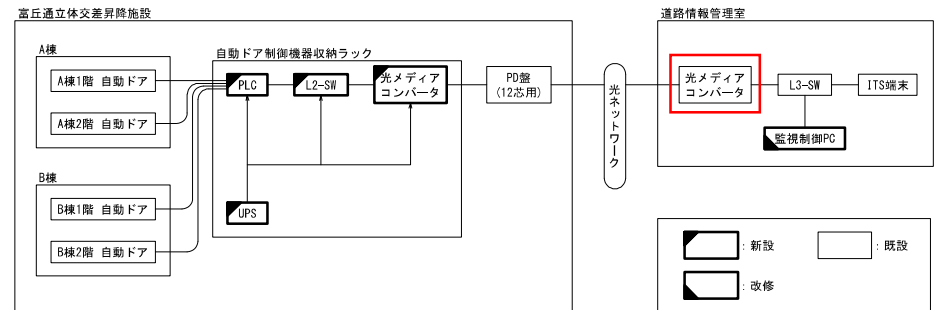 富丘通立体交差昇降施設
A棟
A棟1階 自動ドア
A棟2階 自動ドア
B棟
B棟1階 自動ドア
B棟2階 自動ドア
自動ドア制御機器収納ラック
PLC
L2-SW
光メディア
コンバータ
UPS
PD盤
(12芯用)
光ネットワーク
道路情報管理室
光メディア
コンバータ
L3-SW
ITS端末
監視制御PC
：新設
：既設
：改修